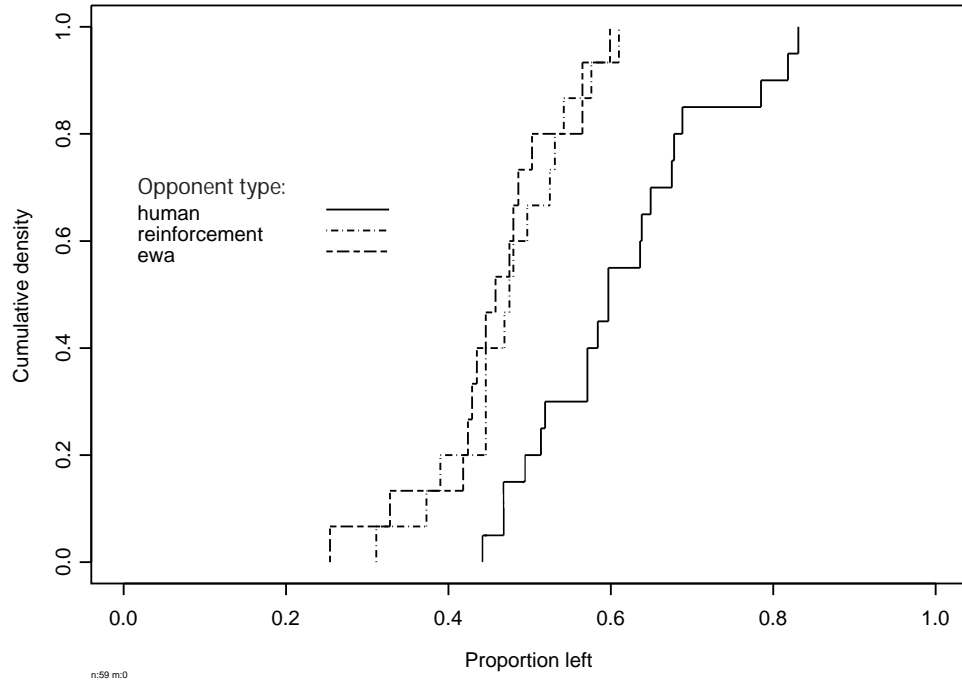 Cumulative density
1.0
0.8
0.6
0.4
0.2
0.0
Opponent type:
human
reinforcement
ewa
0.0 0.2 0.4 0.6 0.8 1.0
Proportion left
n:59 m:0